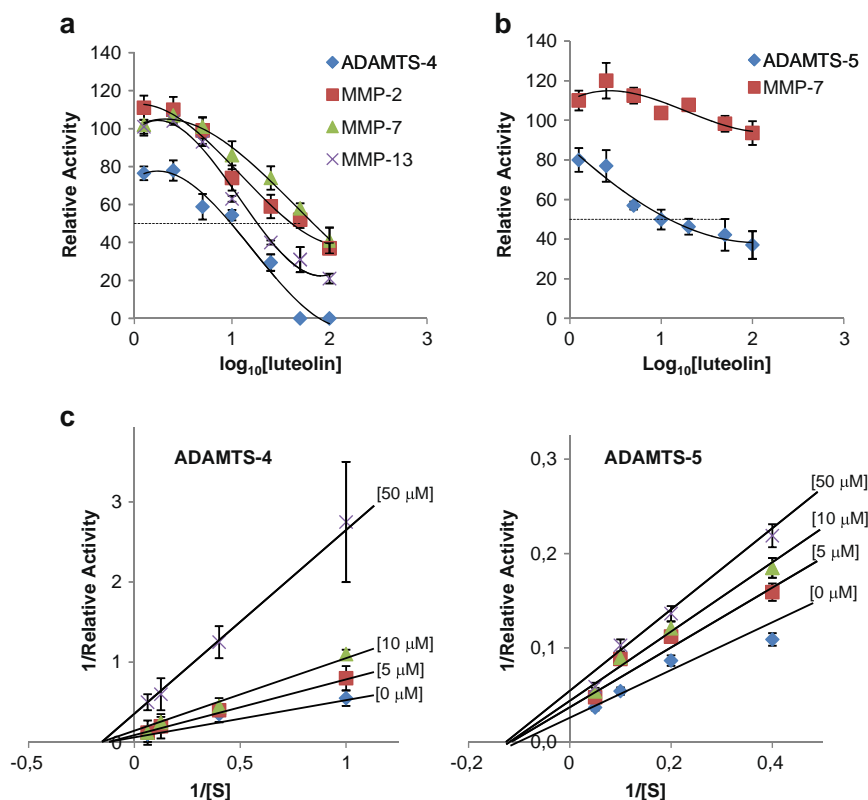 a
140
120
100
80
60
40
20
0
Relative Activity
0
1
2
3
log10[luteolin]
ADAMTS-4
MMP-2
MMP-7
MMP-13
b
140
120
100
80
60
40
20
0
Relative Activity
0
1
2
3
Log10[luteolin]
ADAMTS-5
MMP-7
c
ADAMTS-4
3
2
1
0
1/Relative Activity
-0,5
0
0,5
1
1/[S]
[50 µM]
[10 µM]
[5 µM]
[0 µM]
ADAMTS-5
0,3
0,2
0,1
0,0
1/Relative Activity
-0,2
0
0,2
0,4
1/[S]
[50 µM]
[10 µM]
[5 µM]
[0 µM]